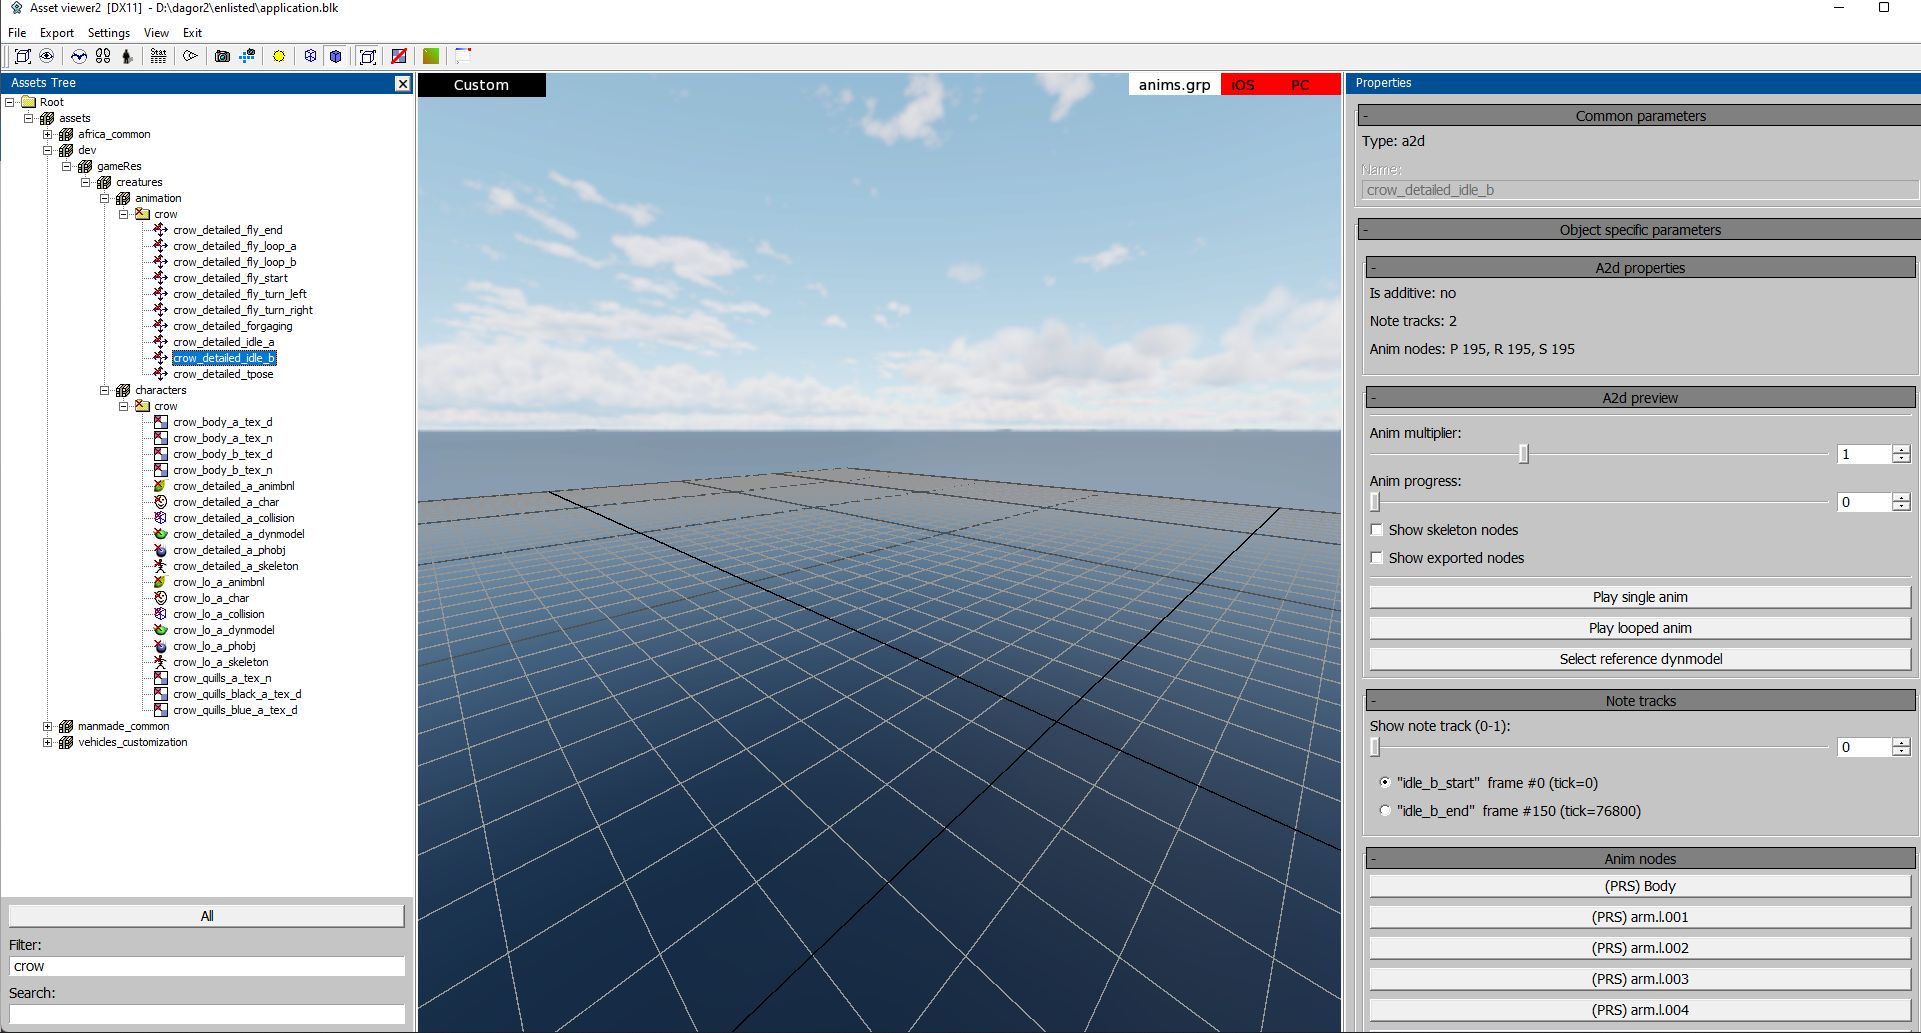 Asset viewer2 [DX11] - D:\dagor2\enlisted\application.blk
File Export Settings View Exit
Stat
Assets Tree
Root
assets
africa_common
dev
gameRes
creatures
animation
crow
crow_detailed_fly_end
crow_detailed_fly_loop_a
crow_detailed_fly_loop_b
crow_detailed_fly_start
crow_detailed_fly_turn_left
crow_detailed_fly_turn_right
crow_detailed_forgaging
crow_detailed_idle_a
crow_detailed_idle_b
crow_detailed_tpose
characters
crow
crow_body_a_tex_d
crow_body_a_tex_n
crow_body_b_tex_d
crow_body_b_tex_n
crow_detailed_a_animbnl
crow_detailed_a_char
crow_detailed_a_collision
crow_detailed_a_dynmodel
crow_detailed_a_phobj
crow_detailed_a_skeleton
crow_lo_a_animbnl
crow_lo_a_char
crow_lo_a_collision
crow_lo_a_dynmodel
crow_lo_a_phobj
crow_lo_a_skeleton
crow_quills_a_tex_n
crow_quills_black_a_tex_d
crow_quills_blue_a_tex_d
manmade_common
vehicles_customization
All
Filter:
crow
Search:
Custom
anims.grp iOS PC
Properties
Common parameters
Type: a2d
Name:
crow_detailed_idle_b
Object specific parameters
A2d properties
Is additive: no
Note tracks: 2
Anim nodes: P 195, R 195, S 195
A2d preview
Anim multiplier:
1
Anim progress:
0
Show skeleton nodes
Show exported nodes
Play single anim
Play looped anim
Select reference dynmodel
Note tracks
Show note track (0-1):
0
"idle_b_start" frame #0 (tick=0)
"idle_b_end" frame #150 (tick=76800)
Anim nodes
(PRS) Body
(PRS) arm.l.001
(PRS) arm.l.002
(PRS) arm.l.003
(PRS) arm.l.004